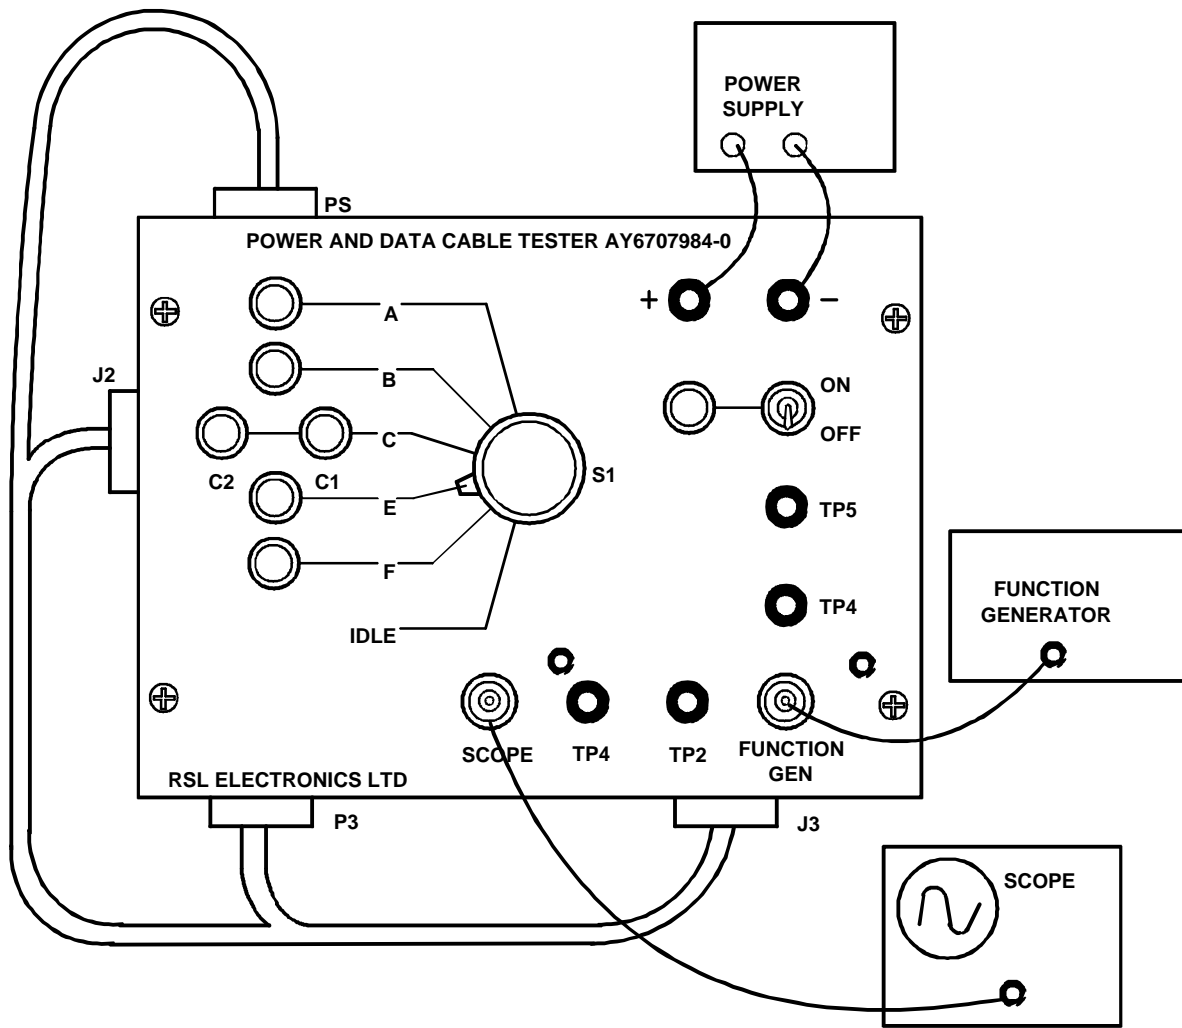 POWER
SUPPLY
PS
POWER AND DATA CABLE TESTER AY6707984-0
+
−
A
J2
B
ON
C
OFF
C2
C1
S1
E
TP5
F
TP4
FUNCTION
GENERATOR
IDLE
SCOPE
TP4
TP2
FUNCTION
GEN
RSL ELECTRONICS LTD
P3
J3
SCOPE